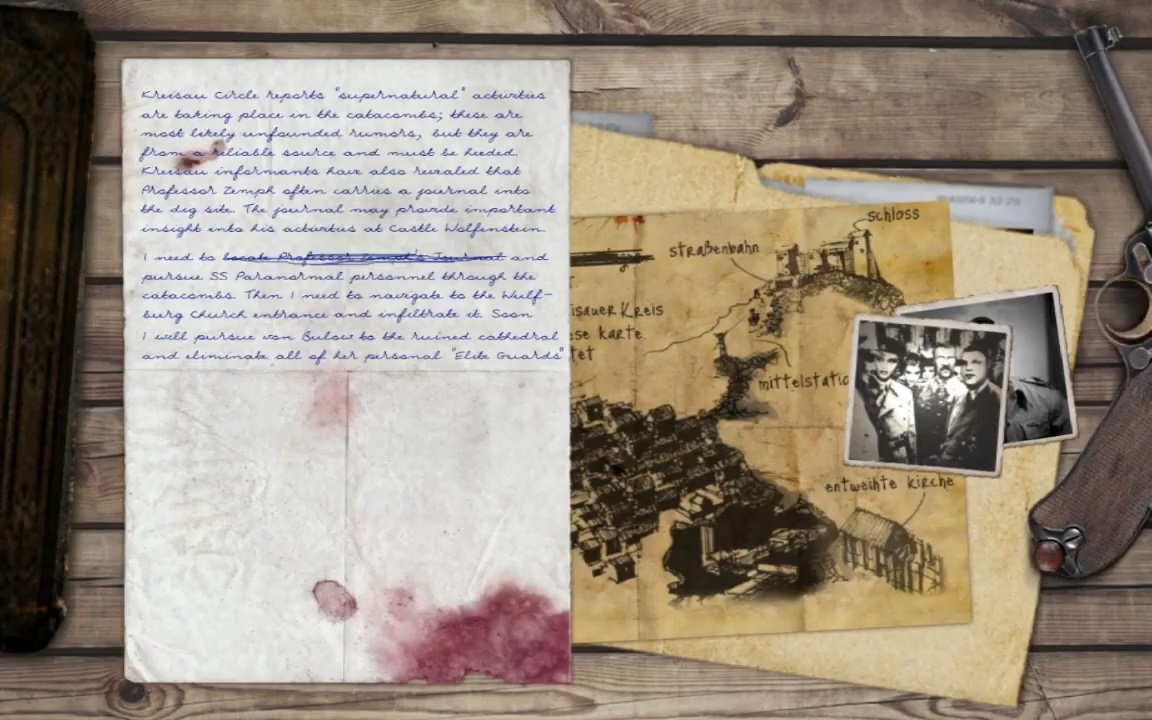 Kreisau Circle reports "supernatural" activities
are taking place in the catacombs; these are
most likely unfounded rumors, but they are
from a reliable source and must be heeded.
Kreisau informants have also revealed that
Professor Zemph often carries a journal into
the dig site. The journal may provide important
insight into his activities at Castle Wolfenstein.
I need to locate Professor Zemph's Journal and
pursue SS Paranormal personnel through the
catacombs. Then I need to navigate to the Wulf-
burg Church entrance and infiltrate it. Soon
I will pursue von Bulow to the ruined cathedral
and eliminate all of her personal "Elite Guards"
schloss
straßenbahn
isauer Kreis
ese karte
tet
mittelstatio
entweihte kirche